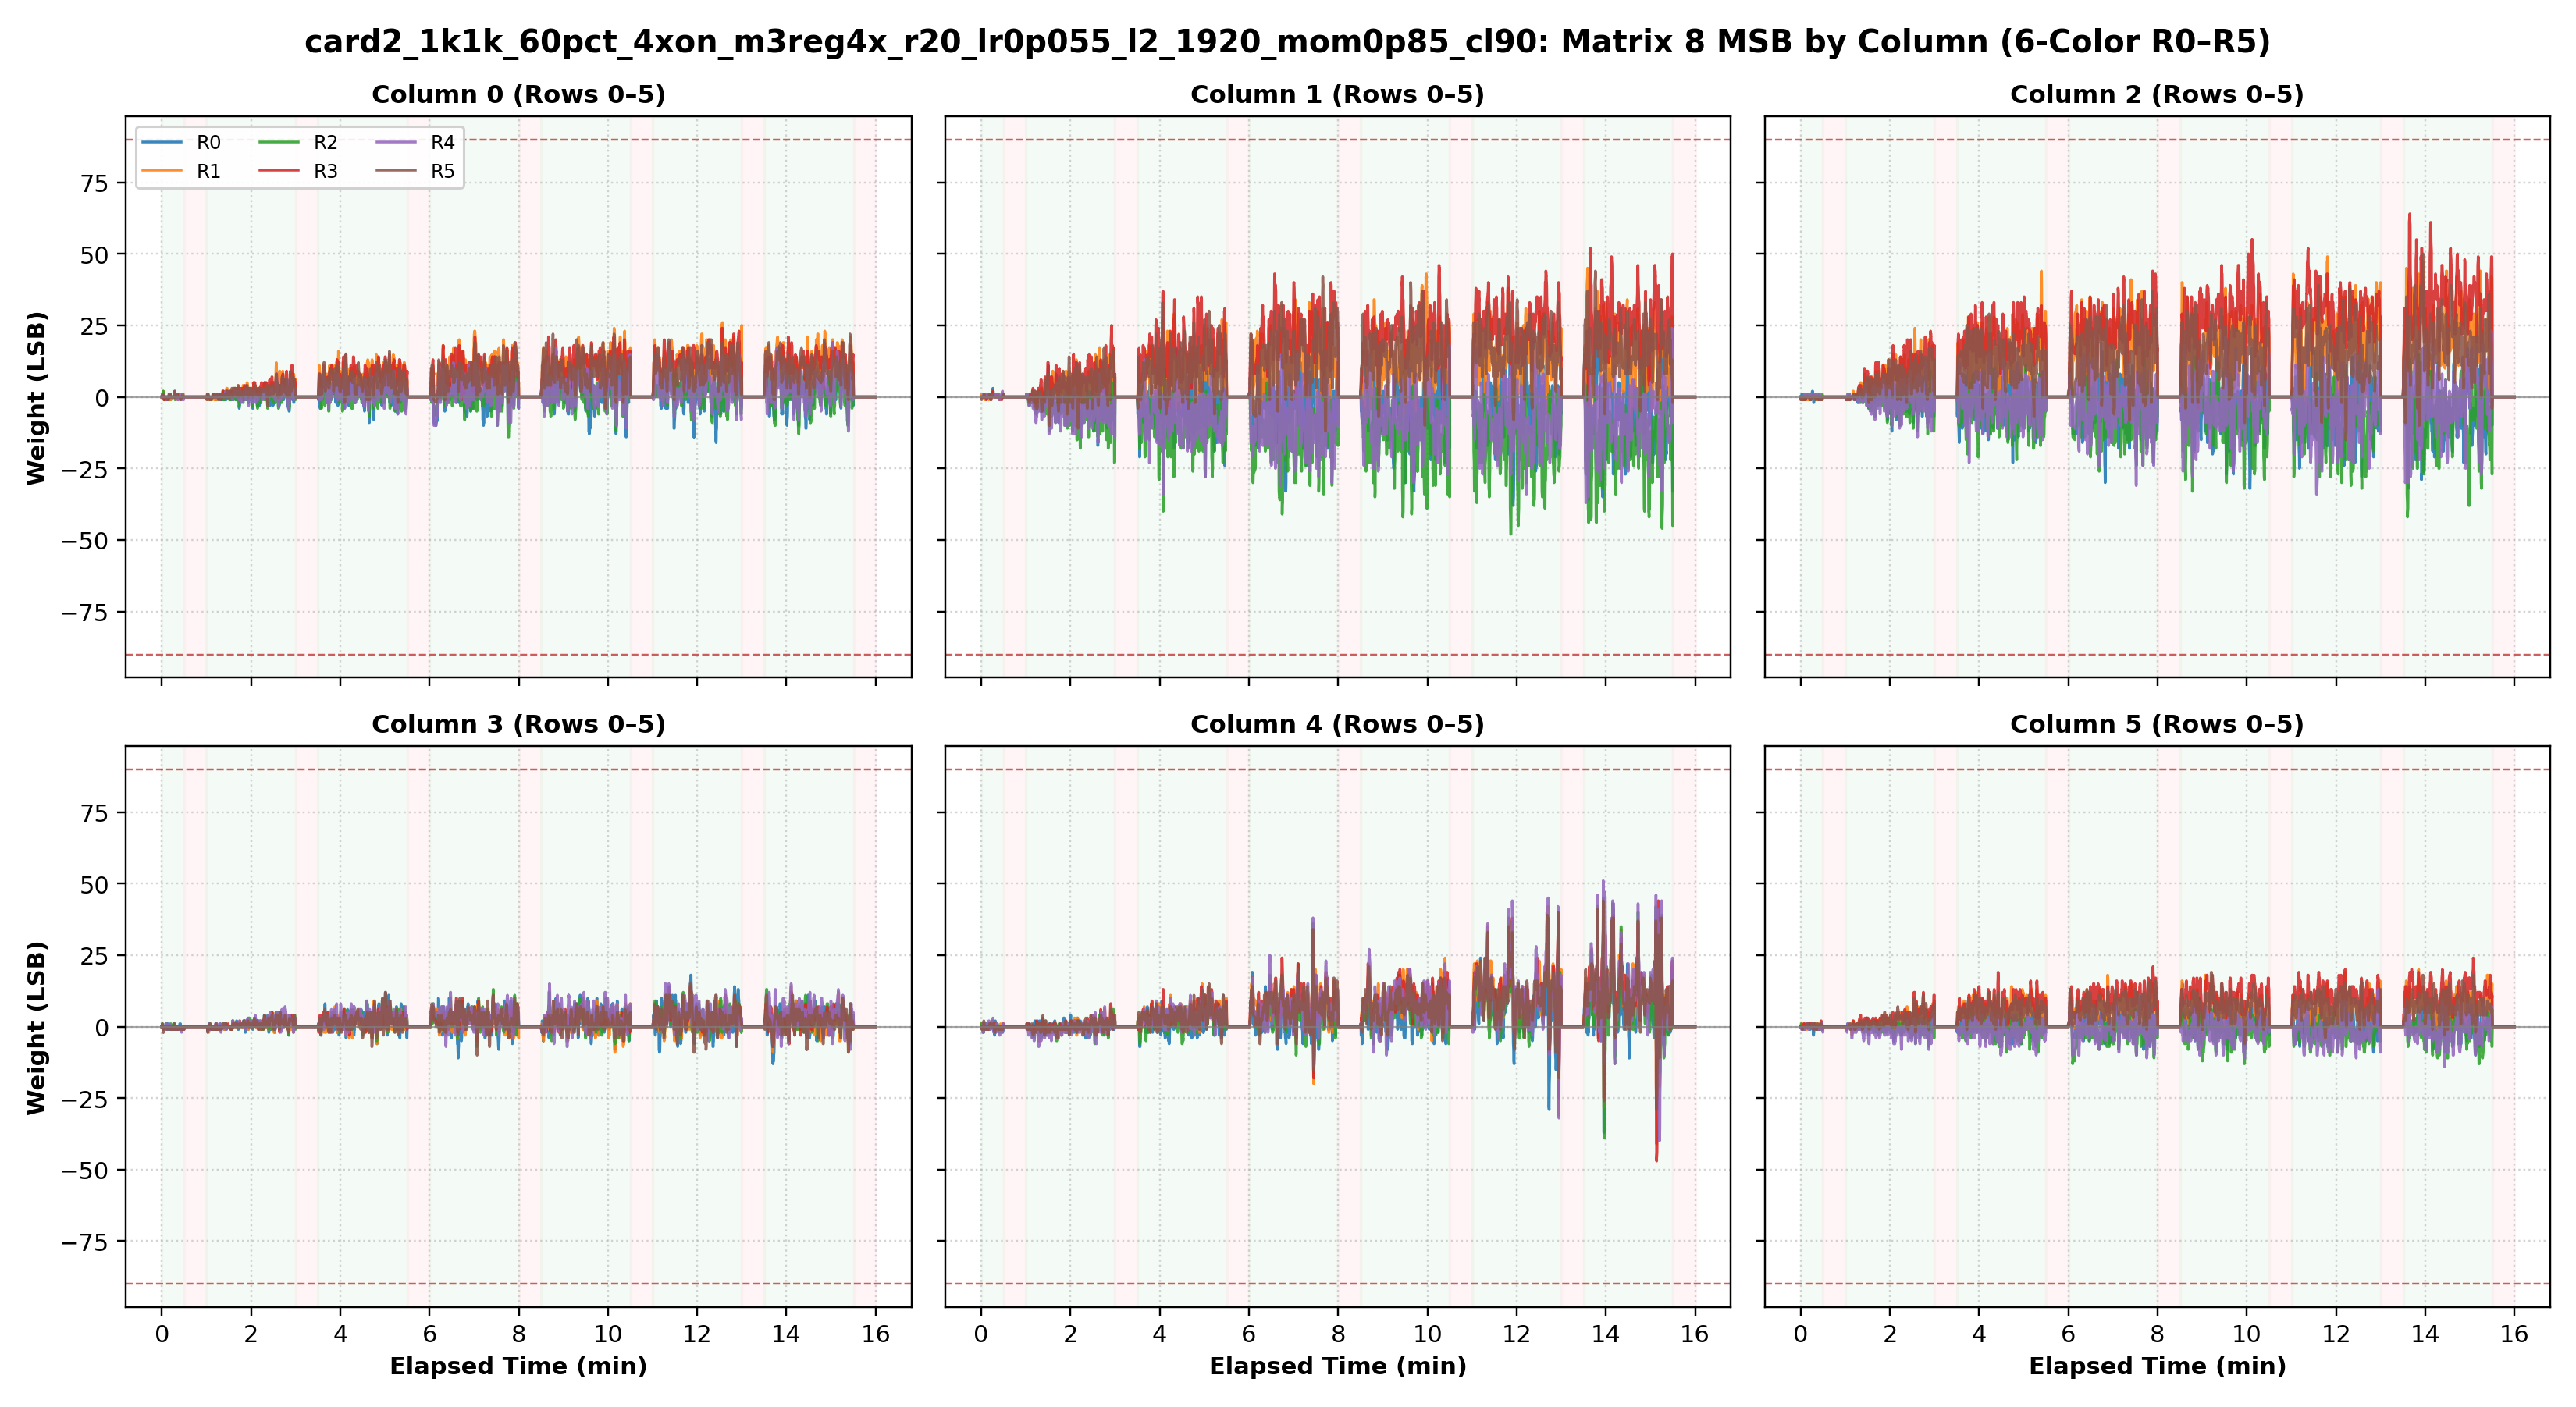 card2_1k1k_60pct_4xon_m3reg4x_r20_lr0p055_l2_1920_mom0p85_cl90: Matrix 8 MSB by Column (6-Color R0–R5)
Column 0 (Rows 0–5)
Column 1 (Rows 0–5)
Column 2 (Rows 0–5)
R0 R2 R4
R1 R3 R5
75
50
25
0
−25
−50
−75
Weight (LSB)
Column 3 (Rows 0–5)
Column 4 (Rows 0–5)
Column 5 (Rows 0–5)
75
50
25
0
−25
−50
−75
Weight (LSB)
0 2 4 6 8 10 12 14 16
0 2 4 6 8 10 12 14 16
0 2 4 6 8 10 12 14 16
Elapsed Time (min)
Elapsed Time (min)
Elapsed Time (min)